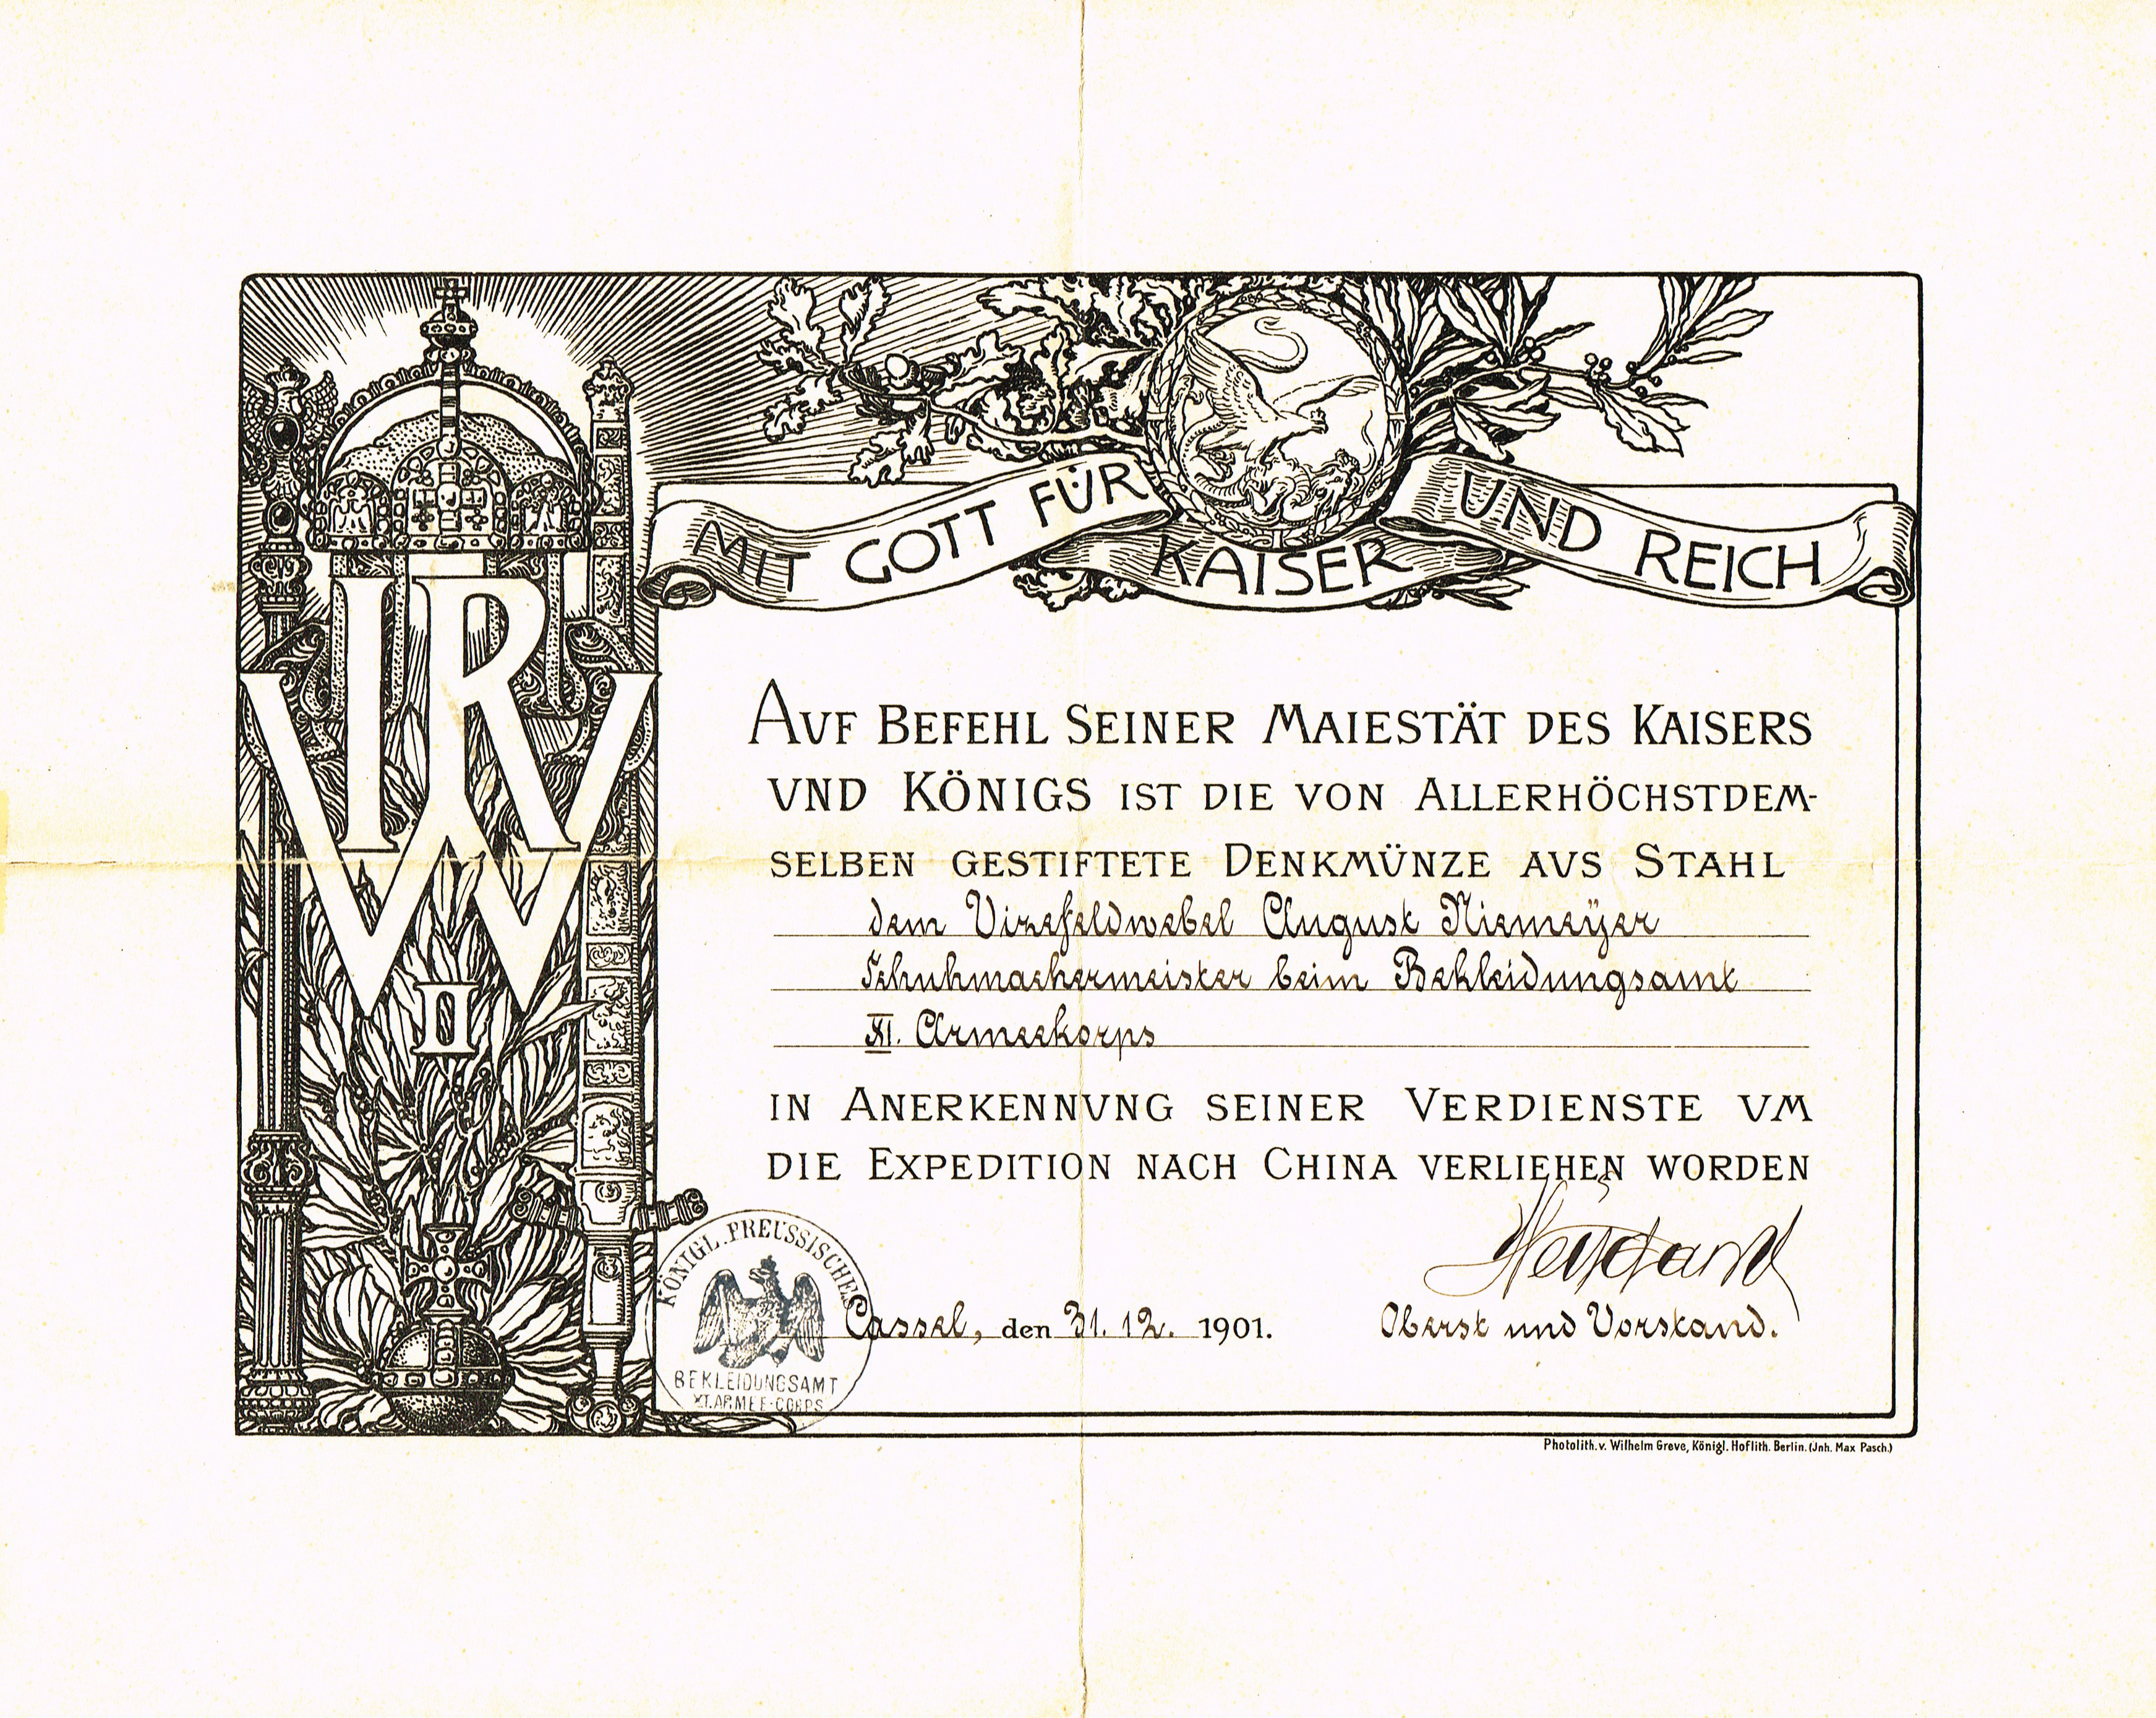 MIT GOTT FÜR KAISER UND REICH
IRW
II
AVF BEFEHL SEINER MAIESTÄT DES KAISERS
VND KÖNIGS IST DIE VON ALLERHÖCHSTDEM-
SELBEN GESTIFTETE DENKMÜNZE AVS STAHL
dem Vizefeldwebel August Niemeÿer
Schuhmachermeister beim Bekleidungsamt
XI. Armeekorps
IN ANERKENNVNG SEINER VERDIENSTE VM
DIE EXPEDITION NACH CHINA VERLIEHEN WORDEN
KÖNIGL. PREUSSISCHES
BEKLEIDUNGSAMT
XI. ARMEE-CORPS
Cassel, den 31. 12. 1901.
Oberst und Vorstand.
Photolith. v. Wilhelm Greve, Königl. Hoflith. Berlin. (Jnh. Max Pasch.)